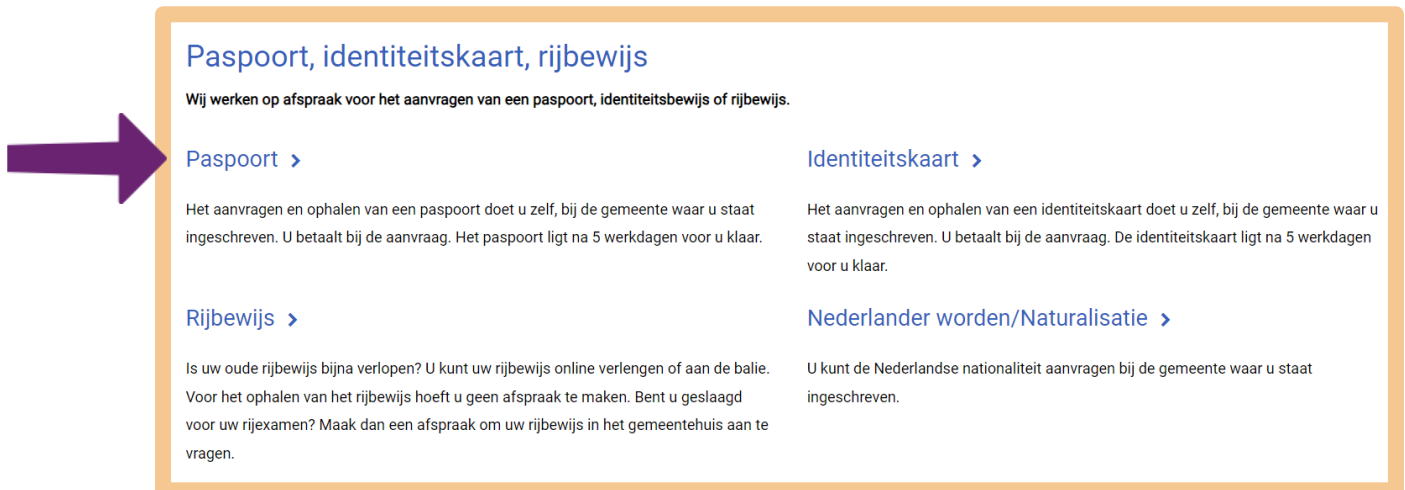 Paspoort, identiteitskaart, rijbewijs
Wij werken op afspraak voor het aanvragen van een paspoort, identiteitsbewijs of rijbewijs.
Paspoort
Het aanvragen en ophalen van een paspoort doet u zelf, bij de gemeente waar u staat
ingeschreven. U betaalt bij de aanvraag. Het paspoort ligt na 5 werkdagen voor u klaar.
Identiteitskaart
Het aanvragen en ophalen van een identiteitskaart doet u zelf, bij de gemeente waar u
staat ingeschreven. U betaalt bij de aanvraag. De identiteitskaart ligt na 5 werkdagen
voor u klaar.
Rijbewijs
Is uw oude rijbewijs bijna verlopen? U kunt uw rijbewijs online verlengen of aan de balie.
Voor het ophalen van het rijbewijs hoeft u geen afspraak te maken. Bent u geslaagd
voor uw rijexamen? Maak dan een afspraak om uw rijbewijs in het gemeentehuis aan te
vragen.
Nederlander worden/Naturalisatie
U kunt de Nederlandse nationaliteit aanvragen bij de gemeente waar u staat
ingeschreven.